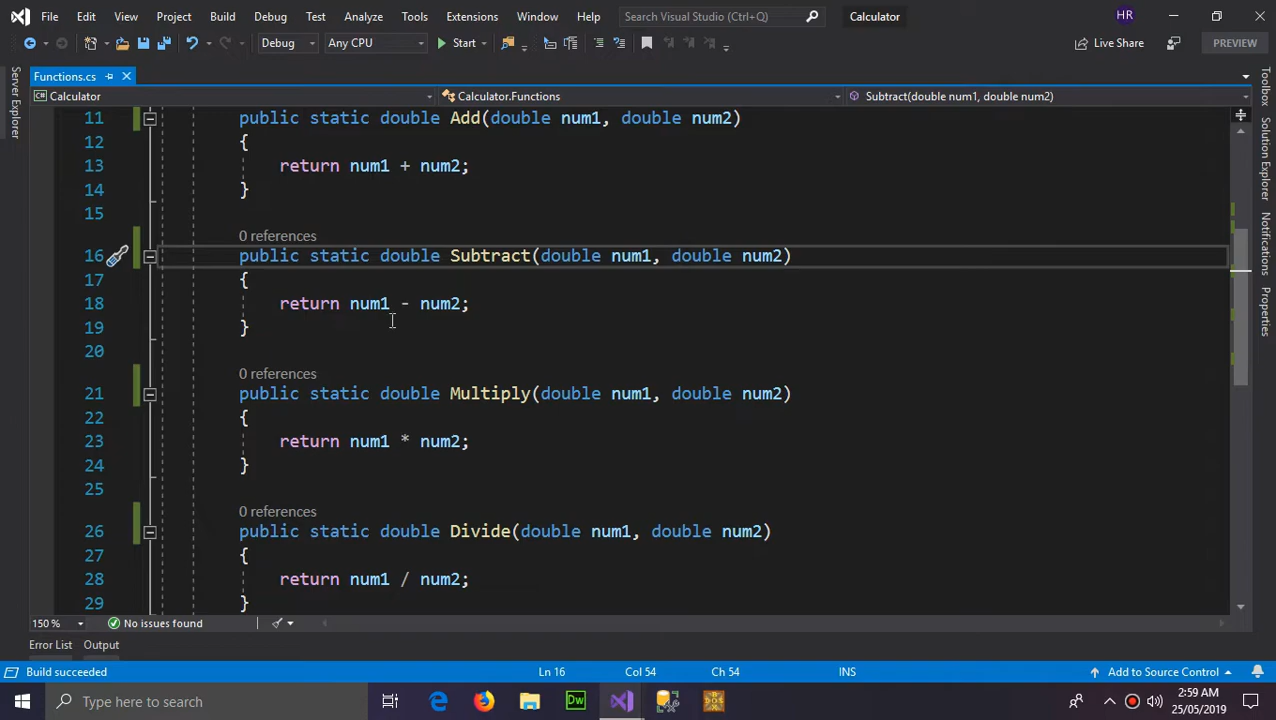 File Edit View Project Build Debug Test Analyze Tools Extensions Window Help Search Visual Studio (Ctrl+Q) Calculator HR
Debug Any CPU Start Live Share PREVIEW
Functions.cs
Calculator Calculator.Functions Subtract(double num1, double num2)
Server Explorer
Toolbox
Solution Explorer
Properties
11 public static double Add(double num1, double num2)
12 {
13 return num1 + num2;
14 }
15
0 references
16 public static double Subtract(double num1, double num2)
17 {
18 return num1 - num2;
19 }
20
0 references
21 public static double Multiply(double num1, double num2)
22 {
23 return num1 * num2;
24 }
25
0 references
26 public static double Divide(double num1, double num2)
27 {
28 return num1 / num2;
29 }
150 % No issues found
Error List Output
Build succeeded Ln 16 Col 54 Ch 54 INS Add to Source Control
Type here to search Dw DOS 2:59 AM
25/05/2019